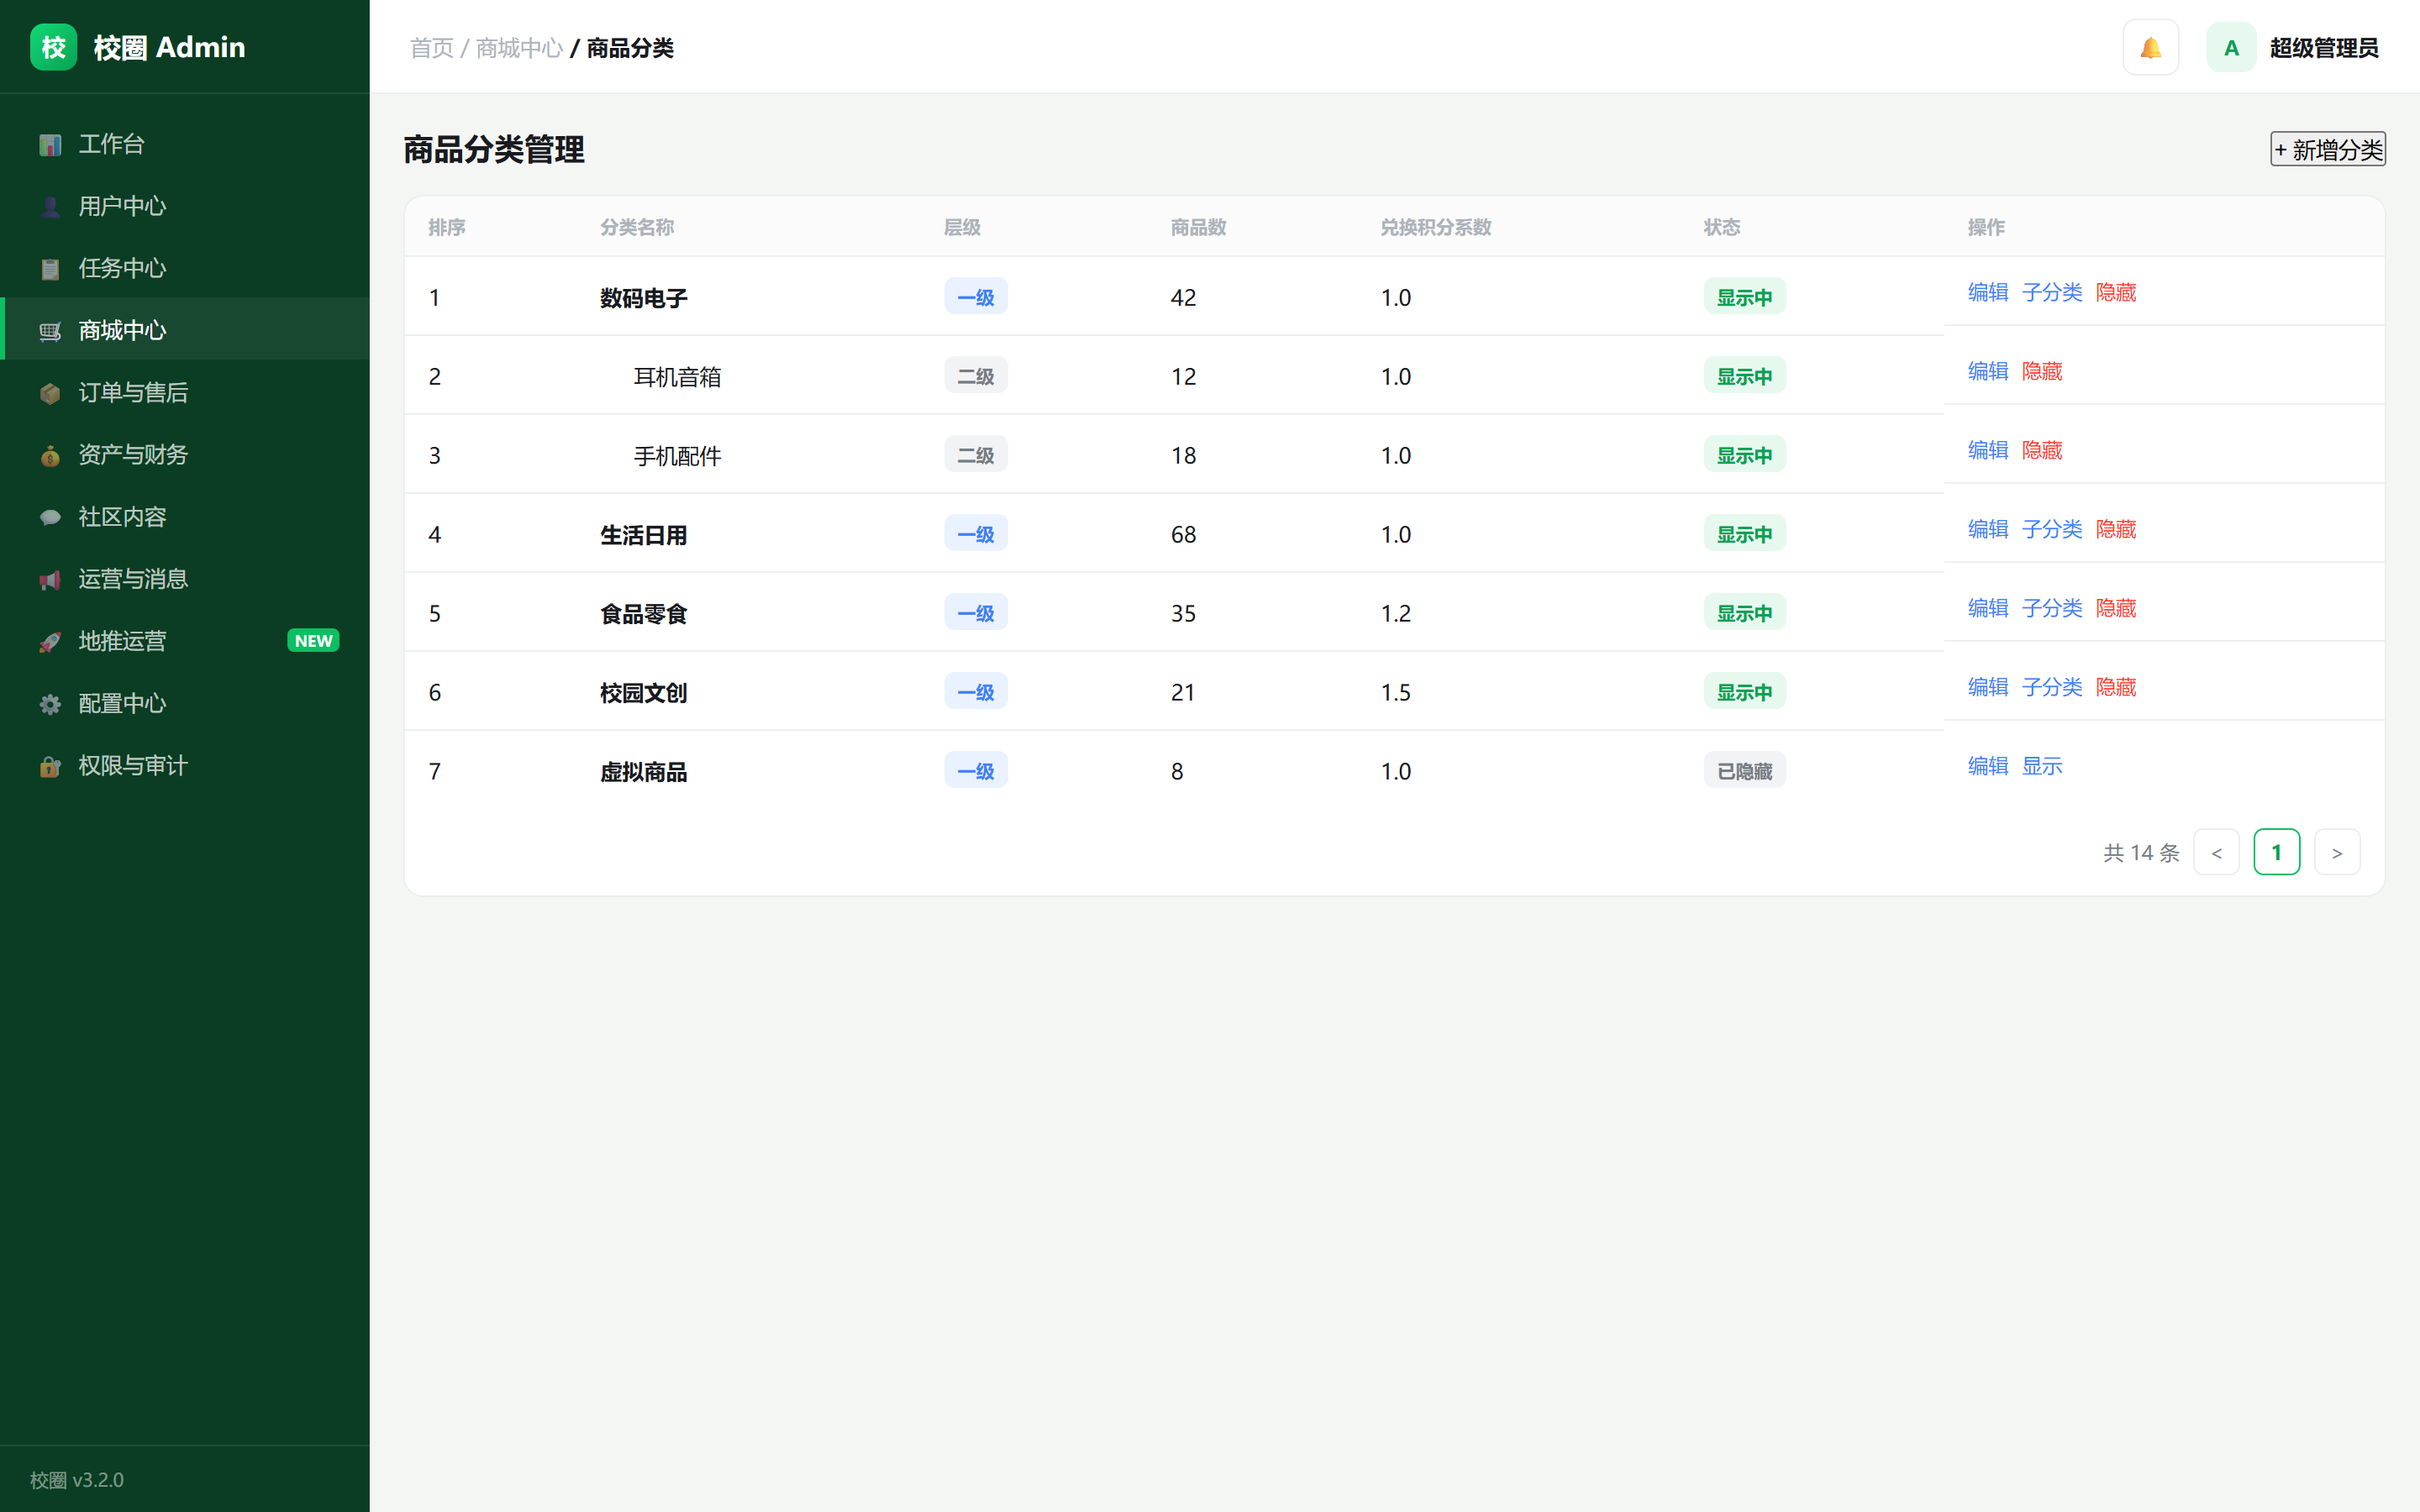 校 校圈 Admin
工作台
用户中心
任务中心
商城中心
订单与售后
资产与财务
社区内容
运营与消息
地推运营 NEW
配置中心
权限与审计
校圈 v3.2.0
首页 / 商城中心 / 商品分类
A 超级管理员
商品分类管理
+ 新增分类
排序 分类名称 层级 商品数 兑换积分系数 状态 操作
1 数码电子 一级 42 1.0 显示中 编辑 子分类 隐藏
2 耳机音箱 二级 12 1.0 显示中 编辑 隐藏
3 手机配件 二级 18 1.0 显示中 编辑 隐藏
4 生活日用 一级 68 1.0 显示中 编辑 子分类 隐藏
5 食品零食 一级 35 1.2 显示中 编辑 子分类 隐藏
6 校园文创 一级 21 1.5 显示中 编辑 子分类 隐藏
7 虚拟商品 一级 8 1.0 已隐藏 编辑 显示
共 14 条 < 1 >